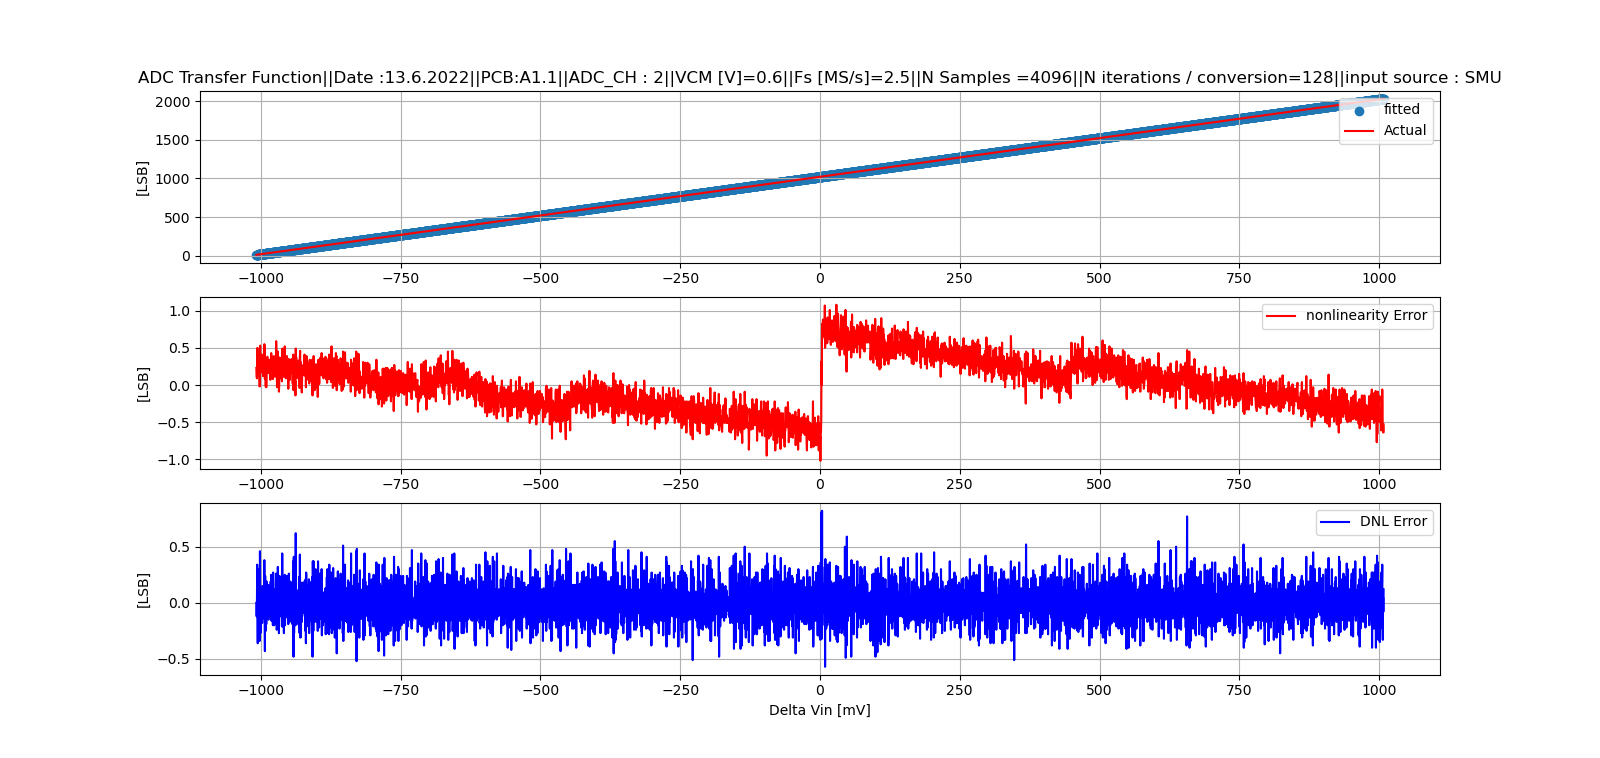 ADC Transfer Function||Date :13.6.2022||PCB:A1.1||ADC_CH : 2||VCM [V]=0.6||Fs [MS/s]=2.5||N Samples =4096||N iterations / conversion=128||input source : SMU
2000
1500
1000
500
0
[LSB]
fitted
Actual
−1000 −750 −500 −250 0 250 500 750 1000
1.0
0.5
0.0
−0.5
−1.0
[LSB]
nonlinearity Error
−1000 −750 −500 −250 0 250 500 750 1000
0.5
0.0
−0.5
[LSB]
DNL Error
−1000 −750 −500 −250 0 250 500 750 1000
Delta Vin [mV]